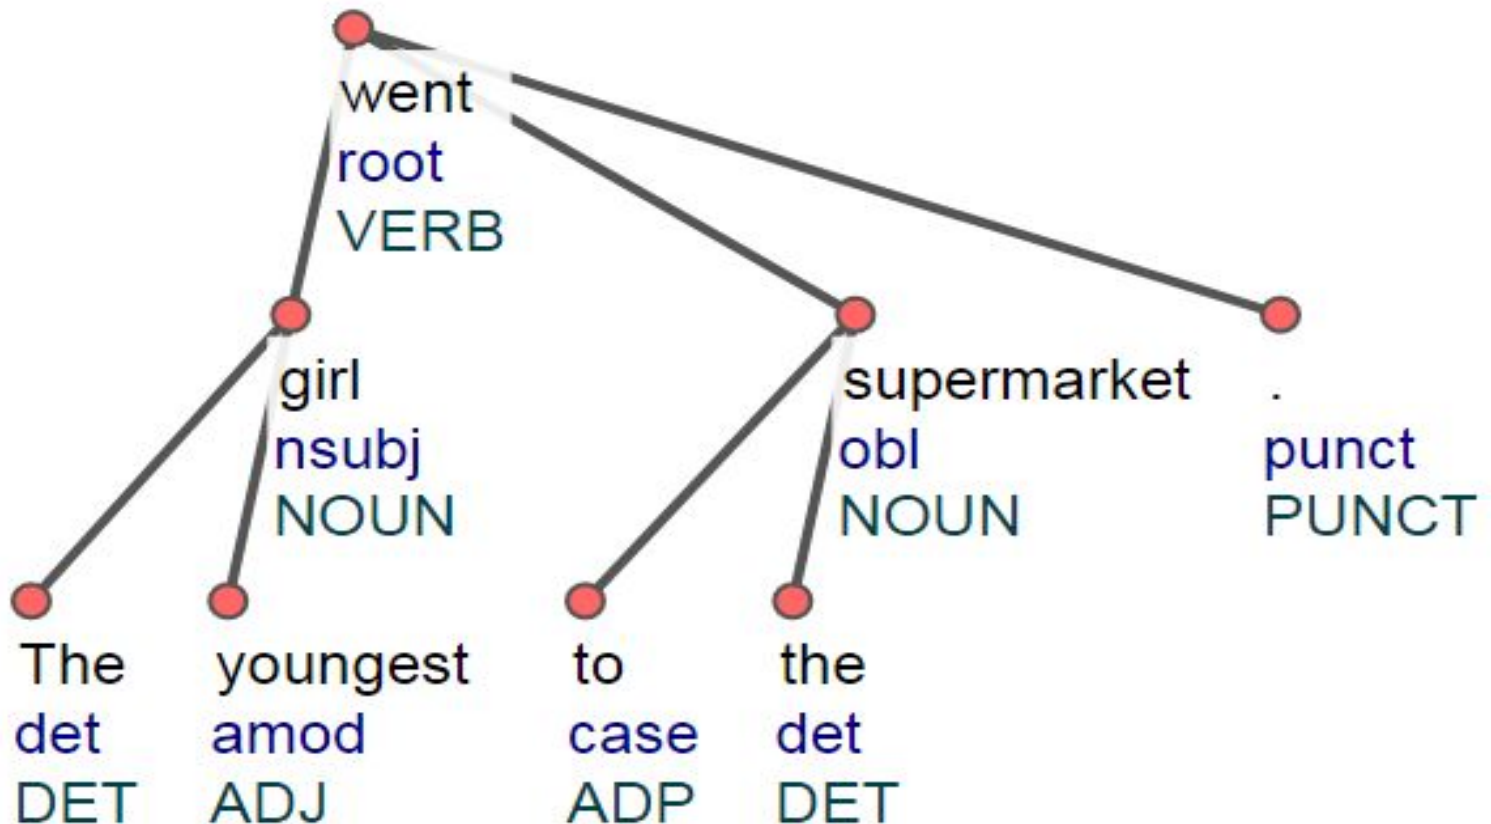 went
root
VERB
girl supermarket .
nsubj obl punct
NOUN NOUN PUNCT
The youngest to the
det amod case det
DET ADJ ADP DET